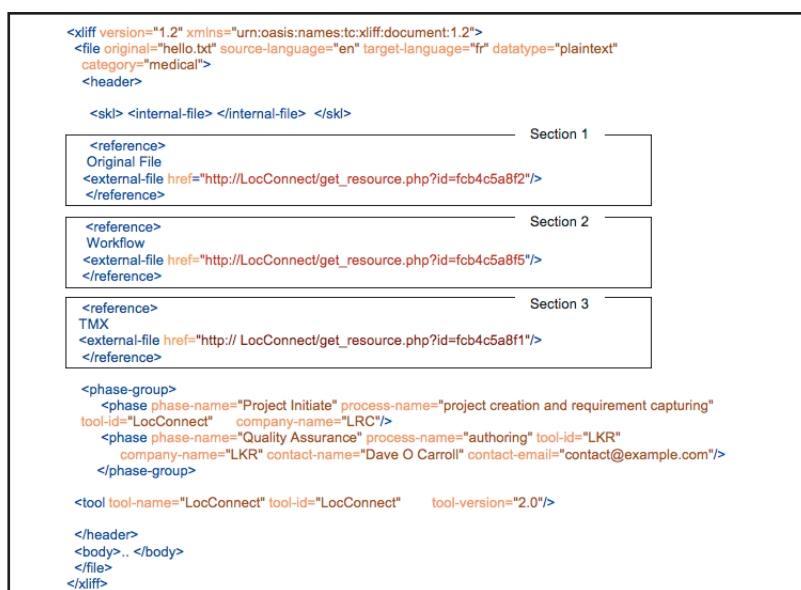 <xliff version="1.2" xmlns="urn:oasis:names:tc:xliff:document:1.2">
<file original="hello.txt" source-language="en" target-language="fr" datatype="plaintext"
category="medical">
<header>
<skl> <internal-file> </internal-file> </skl>
Section 1
<reference>
Original File
<external-file href="http://LocConnect/get_resource.php?id=fcb4c5a8f2"/>
</reference>
Section 2
<reference>
Workflow
<external-file href="http://LocConnect/get_resource.php?id=fcb4c5a8f5"/>
</reference>
Section 3
<reference>
TMX
<external-file href="http:// LocConnect/get_resource.php?id=fcb4c5a8f1"/>
</reference>
<phase-group>
<phase phase-name="Project Initiate" process-name="project creation and requirement capturing"
tool-id="LocConnect" company-name="LRC"/>
<phase phase-name="Quality Assurance" process-name="authoring" tool-id="LKR"
company-name="LKR" contact-name="Dave O Carroll" contact-email="contact@example.com"/>
</phase-group>
<tool tool-name="LocConnect" tool-id="LocConnect" tool-version="2.0"/>
</header>
<body>.. </body>
</file>
</xliff>